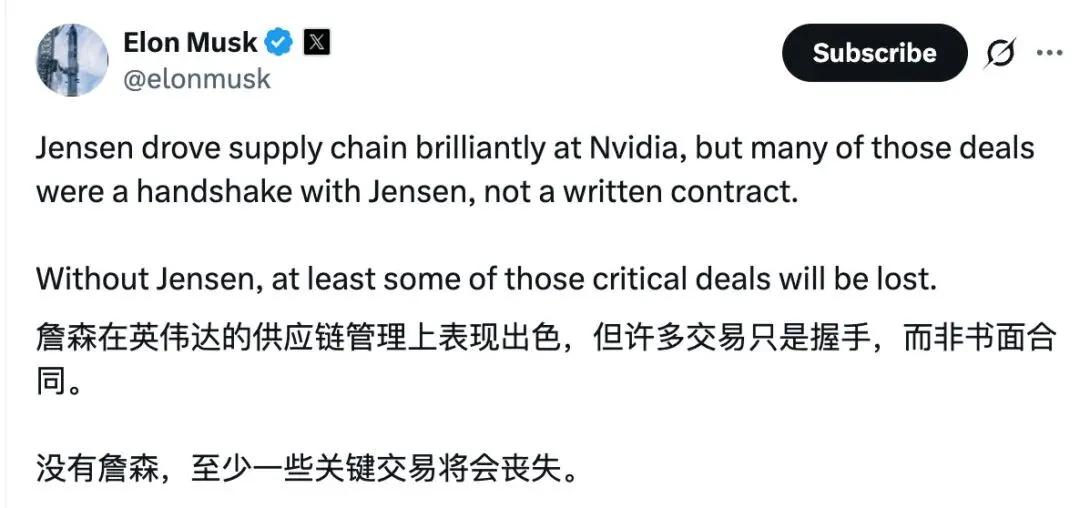 Elon Musk
@elonmusk
Subscribe
Jensen drove supply chain brilliantly at Nvidia, but many of those deals
were a handshake with Jensen, not a written contract.
Without Jensen, at least some of those critical deals will be lost.
詹森在英伟达的供应链管理上表现出色，但许多交易只是握手，而非书面合
同。
没有詹森，至少一些关键交易将会丧失。